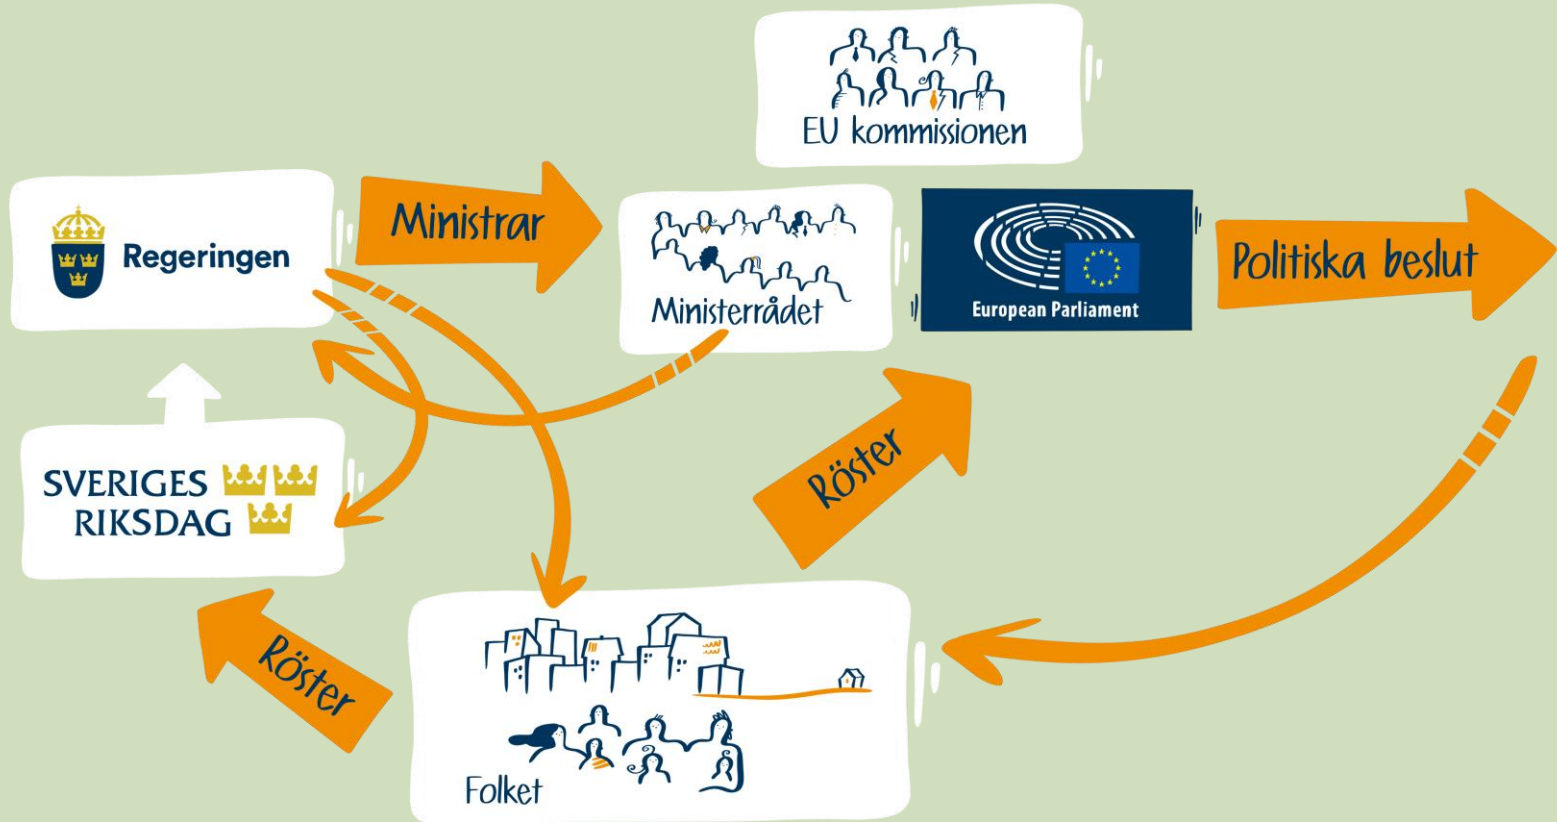 EU kommissionen
Regeringen
Ministrar
Ministerrådet
European Parliament
Politiska beslut
SVERIGES
RIKSDAG
Röster
Röster
Folket